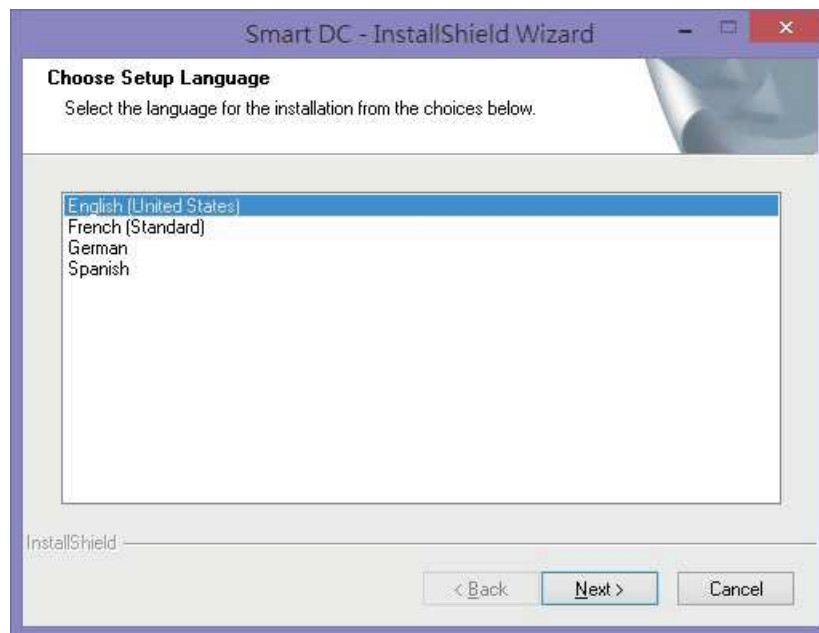 Smart DC - InstallShield Wizard
Choose Setup Language
Select the language for the installation from the choices below.
English (United States)
French (Standard)
German
Spanish
InstallShield
< Back
Next >
Cancel